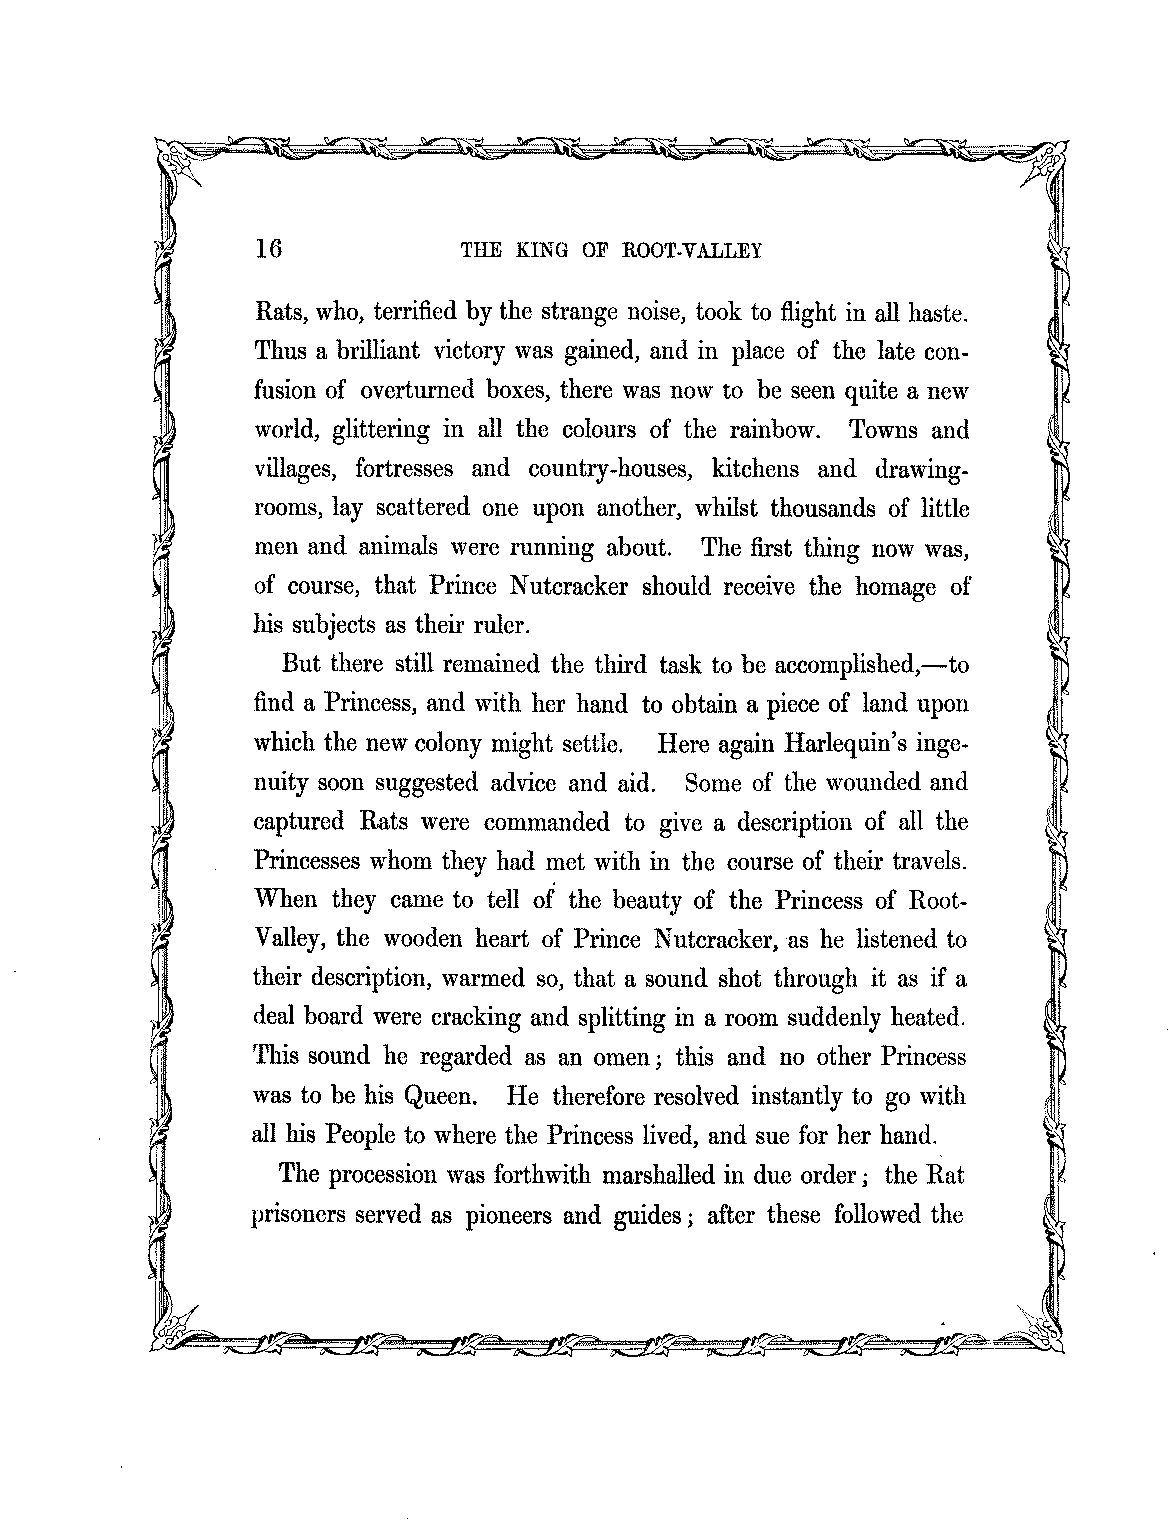 16 THE KING OF ROOT-VALLEY
Rats, who, terrified by the strange noise, took to flight in all haste.
Thus a brilliant victory was gained, and in place of the late con-
fusion of overturned boxes, there was now to be seen quite a new
world, glittering in all the colours of the rainbow. Towns and
villages, fortresses and country-houses, kitchens and drawing-
rooms, lay scattered one upon another, whilst thousands of little
men and animals were running about. The first thing now was,
of course, that Prince Nutcracker should receive the homage of
his subjects as their ruler.
But there still remained the third task to be accomplished,—to
find a Princess, and with her hand to obtain a piece of land upon
which the new colony might settle. Here again Harlequin's inge-
nuity soon suggested advice and aid. Some of the wounded and
captured Rats were commanded to give a description of all the
Princesses whom they had met with in the course of their travels.
When they came to tell of the beauty of the Princess of Root-
Valley, the wooden heart of Prince Nutcracker, as he listened to
their description, warmed so, that a sound shot through it as if a
deal board were cracking and splitting in a room suddenly heated.
This sound he regarded as an omen; this and no other Princess
was to be his Queen. He therefore resolved instantly to go with
all his People to where the Princess lived, and sue for her hand.
The procession was forthwith marshalled in due order; the Rat
prisoners served as pioneers and guides; after these followed the